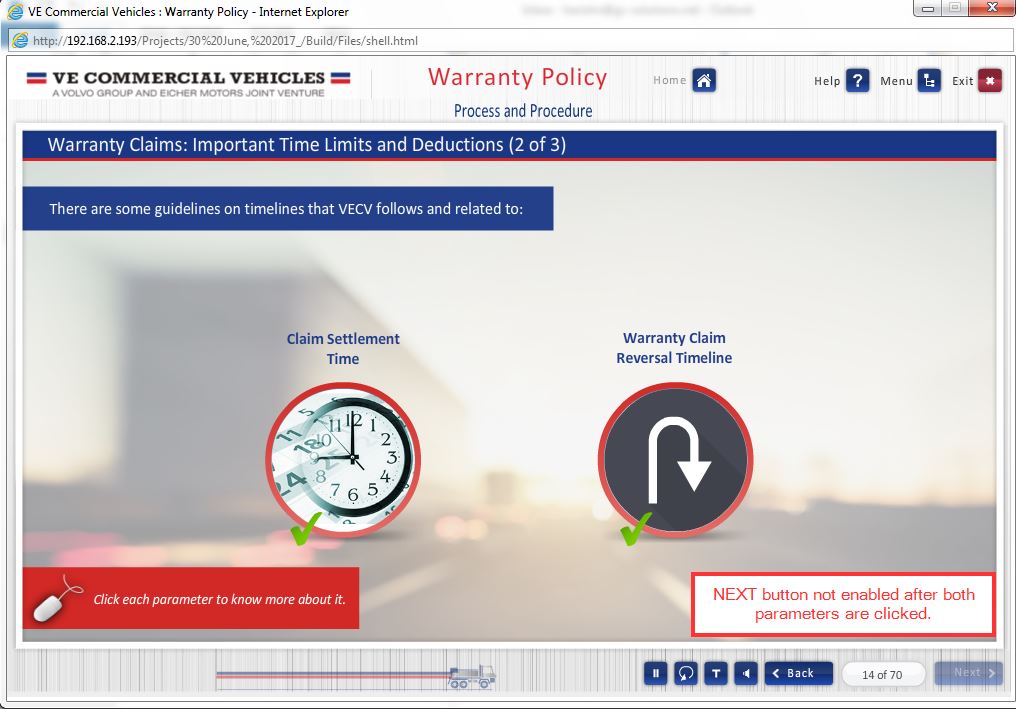 VE Commercial Vehicles : Warranty Policy - Internet Explorer
http://192.168.2.193/Projects/30%20June,%202017_/Build/Files/shell.html
VE COMMERCIAL VEHICLES
A VOLVO GROUP AND EICHER MOTORS JOINT VENTURE
Warranty Policy
Process and Procedure
Home
Help ?
Menu
Exit
Warranty Claims: Important Time Limits and Deductions (2 of 3)
There are some guidelines on timelines that VECV follows and related to:
Claim Settlement
Time
Warranty Claim
Reversal Timeline
Click each parameter to know more about it.
NEXT button not enabled after both
parameters are clicked.
T
Back
14 of 70
Next